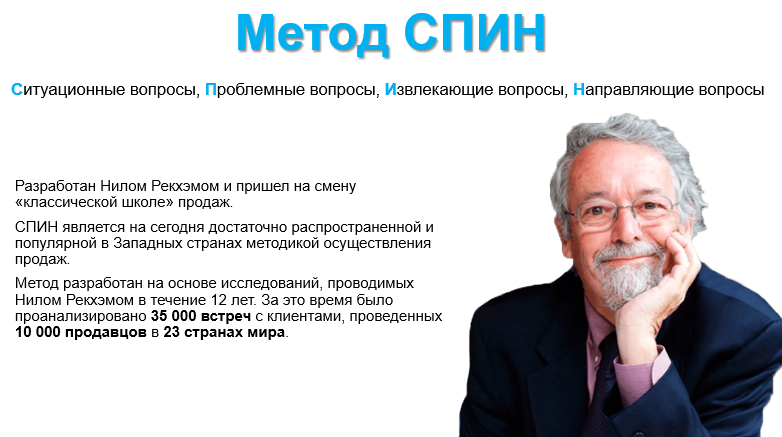 Метод СПИН
Ситуационные вопросы, Проблемные вопросы, Извлекающие вопросы, Направляющие вопросы
Разработан Нилом Рекхэмом и пришел на смену
«классической школе» продаж.
СПИН является на сегодня достаточно распространенной и
популярной в Западных странах методикой осуществления
продаж.
Метод разработан на основе исследований, проводимых
Нилом Рекхэмом в течение 12 лет. За это время было
проанализировано 35 000 встреч с клиентами, проведенных
10 000 продавцов в 23 странах мира.